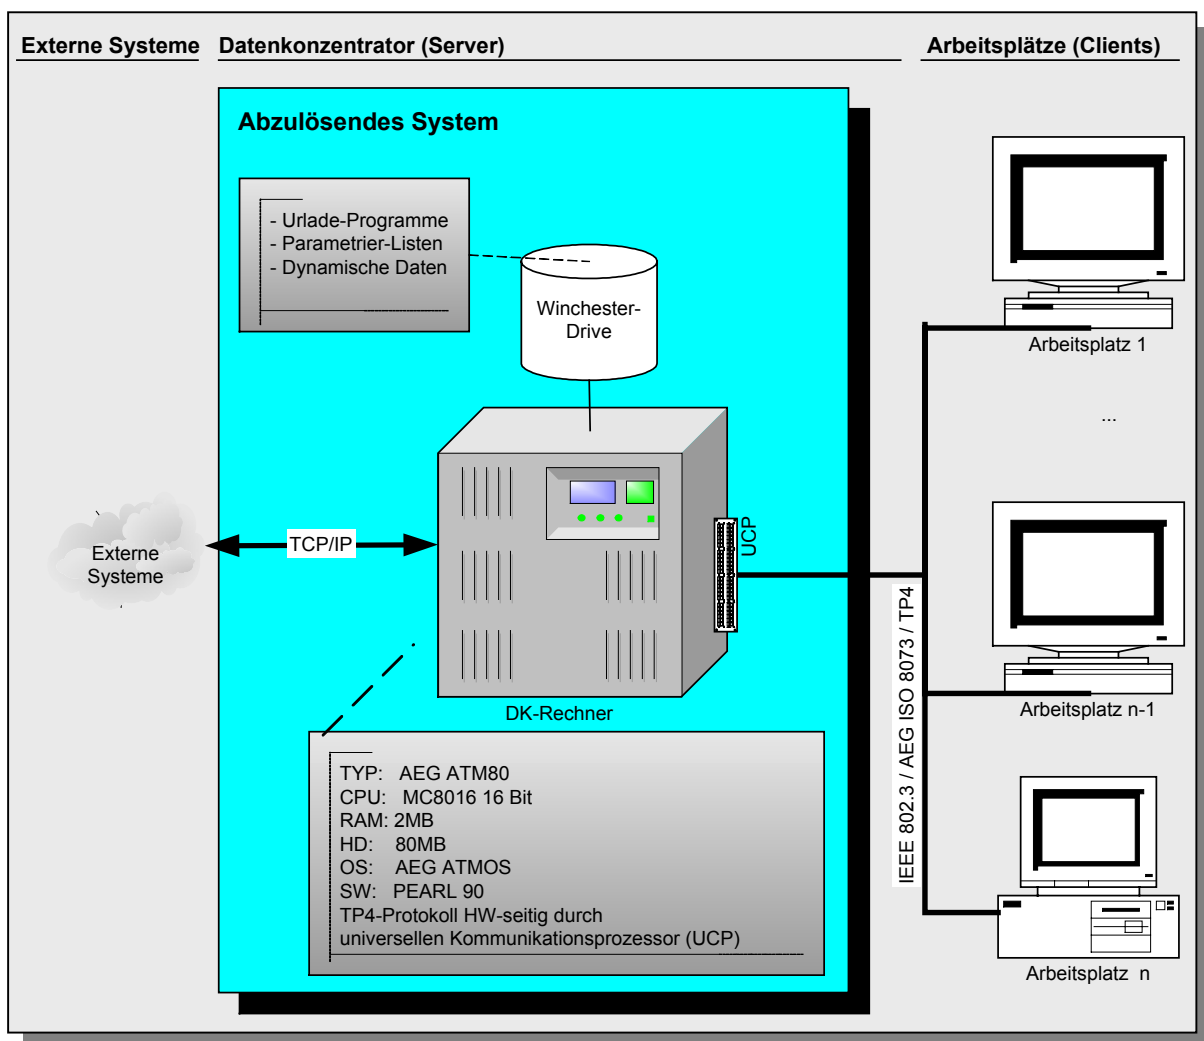 Externe Systeme
Datenkonzentrator (Server)
Arbeitsplätze (Clients)
Abzulösendes System
- Urlade-Programme
- Parametrier-Listen
- Dynamische Daten
Winchester-
Drive
Arbeitsplatz 1
...
Externe
Systeme
TCP/IP
UCP
DK-Rechner
IEEE 802.3 / AEG ISO 8073 / TP4
Arbeitsplatz n-1
TYP: AEG ATM80
CPU: MC8016 16 Bit
RAM: 2MB
HD: 80MB
OS: AEG ATMOS
SW: PEARL 90
TP4-Protokoll HW-seitig durch
universellen Kommunikationsprozessor (UCP)
Arbeitsplatz n